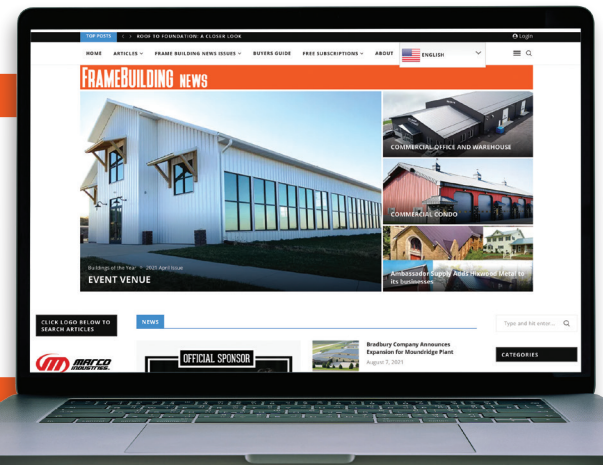 TOP POSTS
ROOF TO FOUNDATION: A CLOSER LOOK
Login
HOME
ARTICLES
FRAME BUILDING NEWS ISSUES
BUYERS GUIDE
FREE SUBSCRIPTIONS
ABOUT
ENGLISH
FRAMEBUILDING NEWS
COMMERCIAL OFFICE AND WAREHOUSE
COMMERCIAL CONDO
Buildings of the Year
2021 April Issue
EVENT VENUE
Ambassador Supply Adds Hixwood Metal to
its businesses
CLICK LOGO BELOW TO
SEARCH ARTICLES
NEWS
Type and hit enter...
OFFICIAL SPONSOR
Bradbury Company Announces
Expansion for Moundridge Plant
August 7, 2021
CATEGORIES
MARCO
INDUSTRIES.